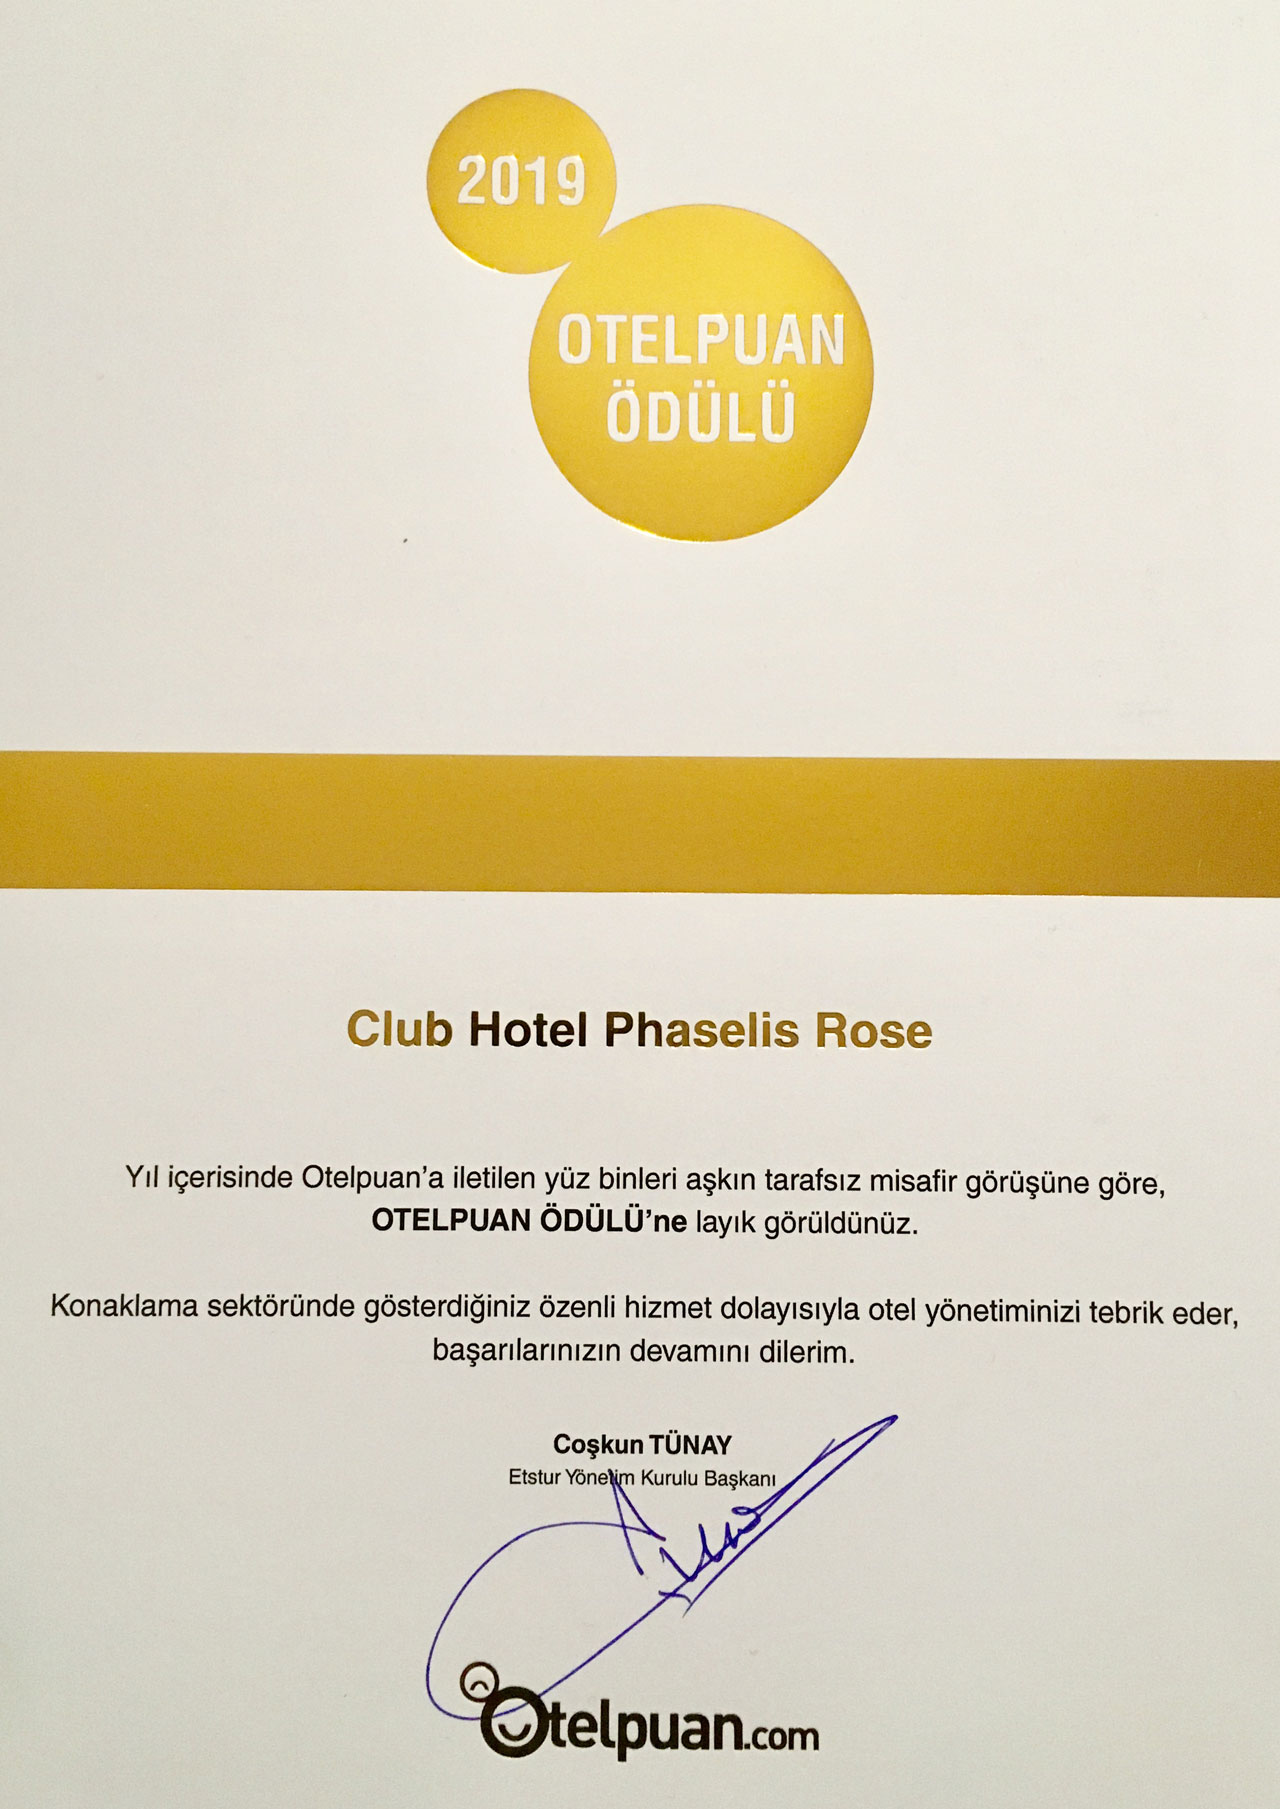 2019
OTELPUAN
ÖDÜLÜ
Club Hotel Phaselis Rose
Yıl içerisinde Otelpuan'a iletilen yüz binleri aşkın tarafsız misafir görüşüne göre,
OTELPUAN ÖDÜLÜ'ne layık görüldünüz.
Konaklama sektöründe gösterdiğiniz özenli hizmet dolayısıyla otel yönetiminizi tebrik eder,
başarılarınızın devamını dilerim.
Coşkun TÜNAY
Etstur Yönetim Kurulu Başkanı
Otelpuan.com